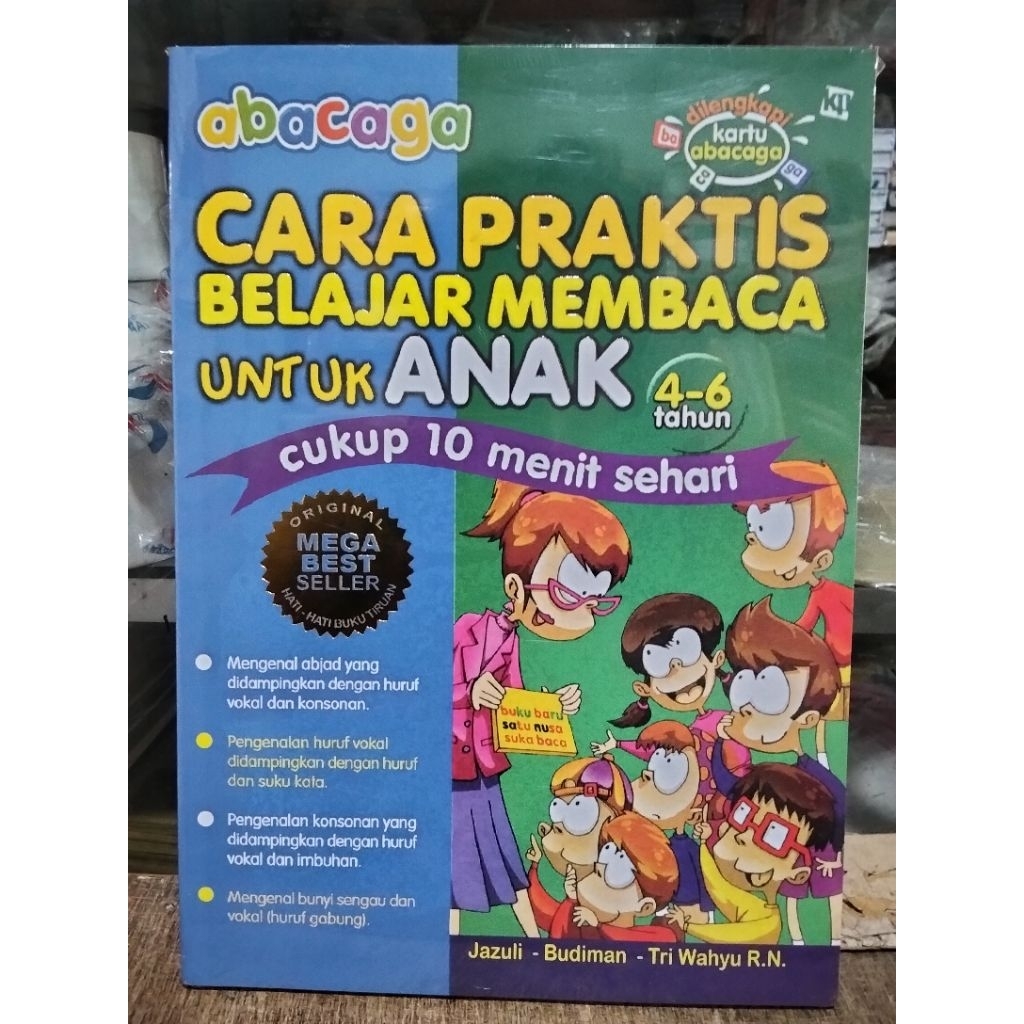 abacaga
dilengkapi
kartu
abacaga
ba
ca
ga
CARA PRAKTIS
BELAJAR MEMBACA
UNTUK ANAK
4-6
tahun
cukup 10 menit sehari
ORIGINAL
MEGA
BEST
SELLER
HATI - HATI BUKU TIRUAN
Mengenal abjad yang
didampingkan dengan huruf
vokal dan konsonan.
Pengenalan huruf vokal
didampingkan dengan huruf
dan suku kata.
Pengenalan konsonan yang
didampingkan dengan huruf
vokal dan imbuhan.
Mengenal bunyi sengau dan
vokal (huruf gabung).
buku baru
satu nusa
suka baca
Jazuli - Budiman - Tri Wahyu R.N.